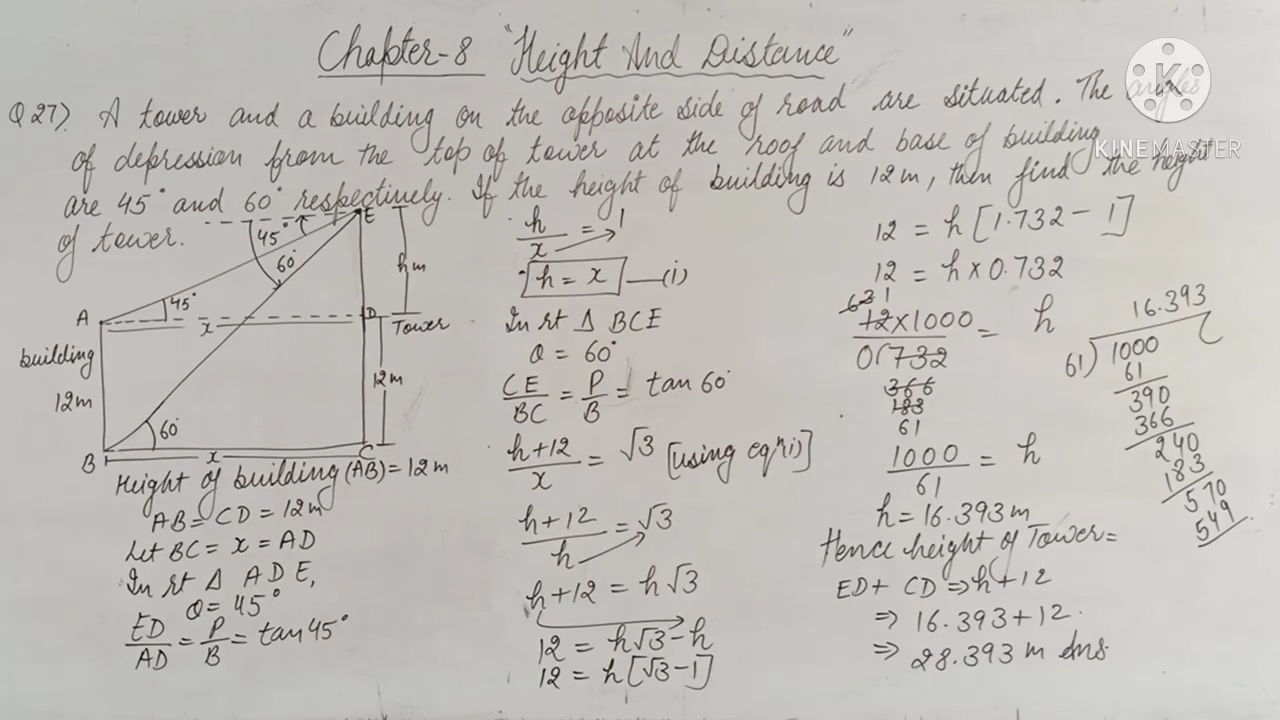 Chapter-8 "Height And Distance"
Q27). A tower and a building on the opposite side of road are situated. The angles
of depression from the top of tower at the roof and base of building
are 45° and 60° respectively. If the height of building is 12m, then find the height
of tower.
K
KINEMASTER
E
45°
60°
hm
45°
A
x
D
Tower
building
12m
12m
60°
B
x
C
Height of building (AB) = 12m
AB = CD = 12m
Let BC = x = AD
In rt Δ ADE,
θ = 45°
ED/AD = P/B = tan 45°
h/x = 1
h = x —(i)
In rt Δ BCE
θ = 60°
CE/BC = P/B = tan 60°
h+12/x = √3 [using eqn i)]
h+12/h = √3
h+12 = h√3
12 = h√3-h
12 = h[√3-1]
12 = h[1.732-1]
12 = h×0.732
12×1000/0732 = h
366
183
61
1000/61 = h
h = 16.393m
16.393
61)1000
61
390
366
240
183
570
549
Hence height of Tower=
ED + CD ⇒ h+12
⇒ 16.393+12.
⇒ 28.393 m Ans.